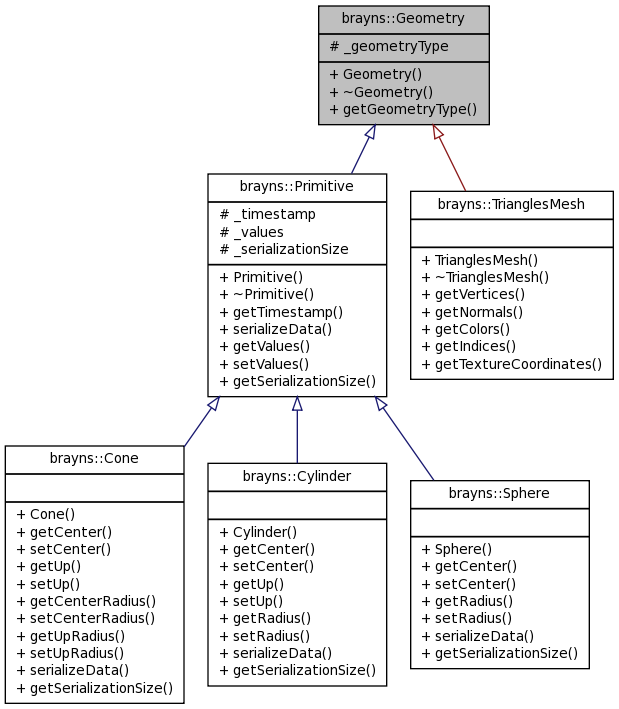 brayns::Geometry
# _geometryType
+ Geometry()
+ ~Geometry()
+ getGeometryType()
brayns::Primitive
# _timestamp
# _values
# _serializationSize
+ Primitive()
+ ~Primitive()
+ getTimestamp()
+ serializeData()
+ getValues()
+ setValues()
+ getSerializationSize()
brayns::TrianglesMesh
+ TrianglesMesh()
+ ~TrianglesMesh()
+ getVertices()
+ getNormals()
+ getColors()
+ getIndices()
+ getTextureCoordinates()
brayns::Cone
+ Cone()
+ getCenter()
+ setCenter()
+ getUp()
+ setUp()
+ getCenterRadius()
+ setCenterRadius()
+ getUpRadius()
+ setUpRadius()
+ serializeData()
+ getSerializationSize()
brayns::Cylinder
+ Cylinder()
+ getCenter()
+ setCenter()
+ getUp()
+ setUp()
+ getRadius()
+ setRadius()
+ serializeData()
+ getSerializationSize()
brayns::Sphere
+ Sphere()
+ getCenter()
+ setCenter()
+ getRadius()
+ setRadius()
+ serializeData()
+ getSerializationSize()